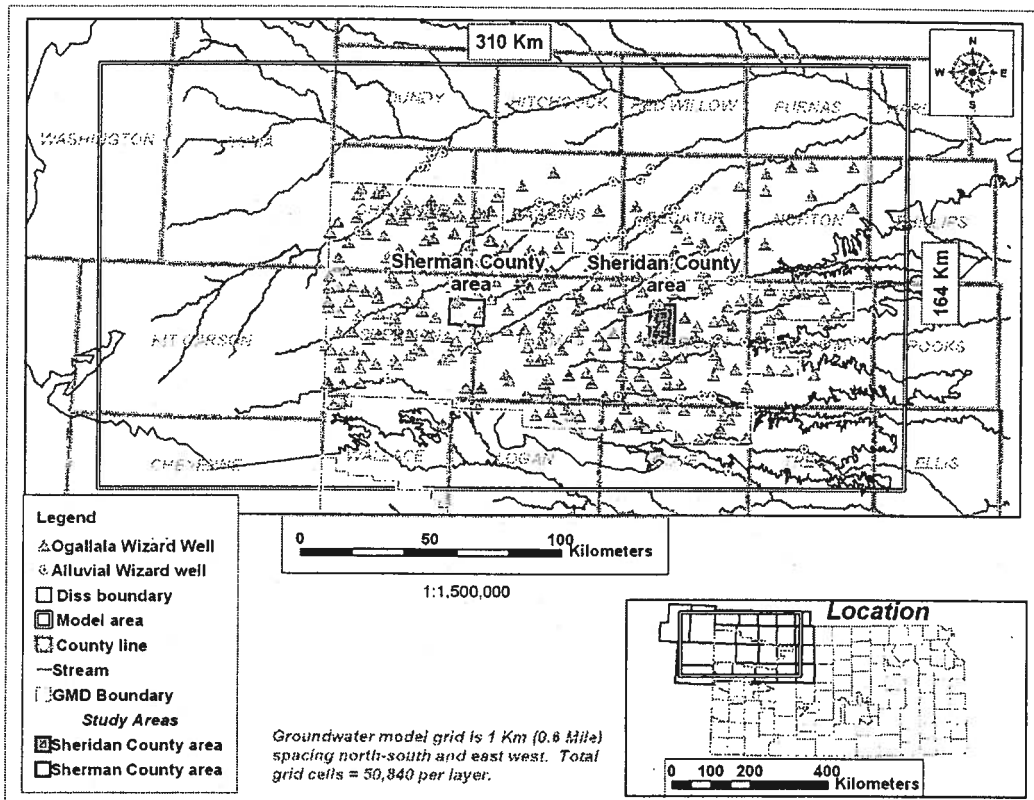 310 Km
N
W E
S
DUNDY
HITCHCOCK
RED WILLOW
FURNAS
WASHINGTON
YUMA
RAWLINS
DECATUR
NORTON
PHILLIPS
Sherman County area
Sheridan County area
164 Km
KIT CARSON
SHERMAN
ROOKS
CHEYENNE
WALLACE
LOGAN
ELLIS
Legend
Ogallala Wizard Well
Alluvial Wizard well
Diss boundary
Model area
County line
Stream
GMD Boundary
Study Areas
Sheridan County area
Sherman County area
0 50 100
Kilometers
1:1,500,000
Groundwater model grid is 1 Km (0.6 Mile)
spacing north-south and east west. Total
grid cells = 50,840 per layer.
Location
0 100 200 400
Kilometers